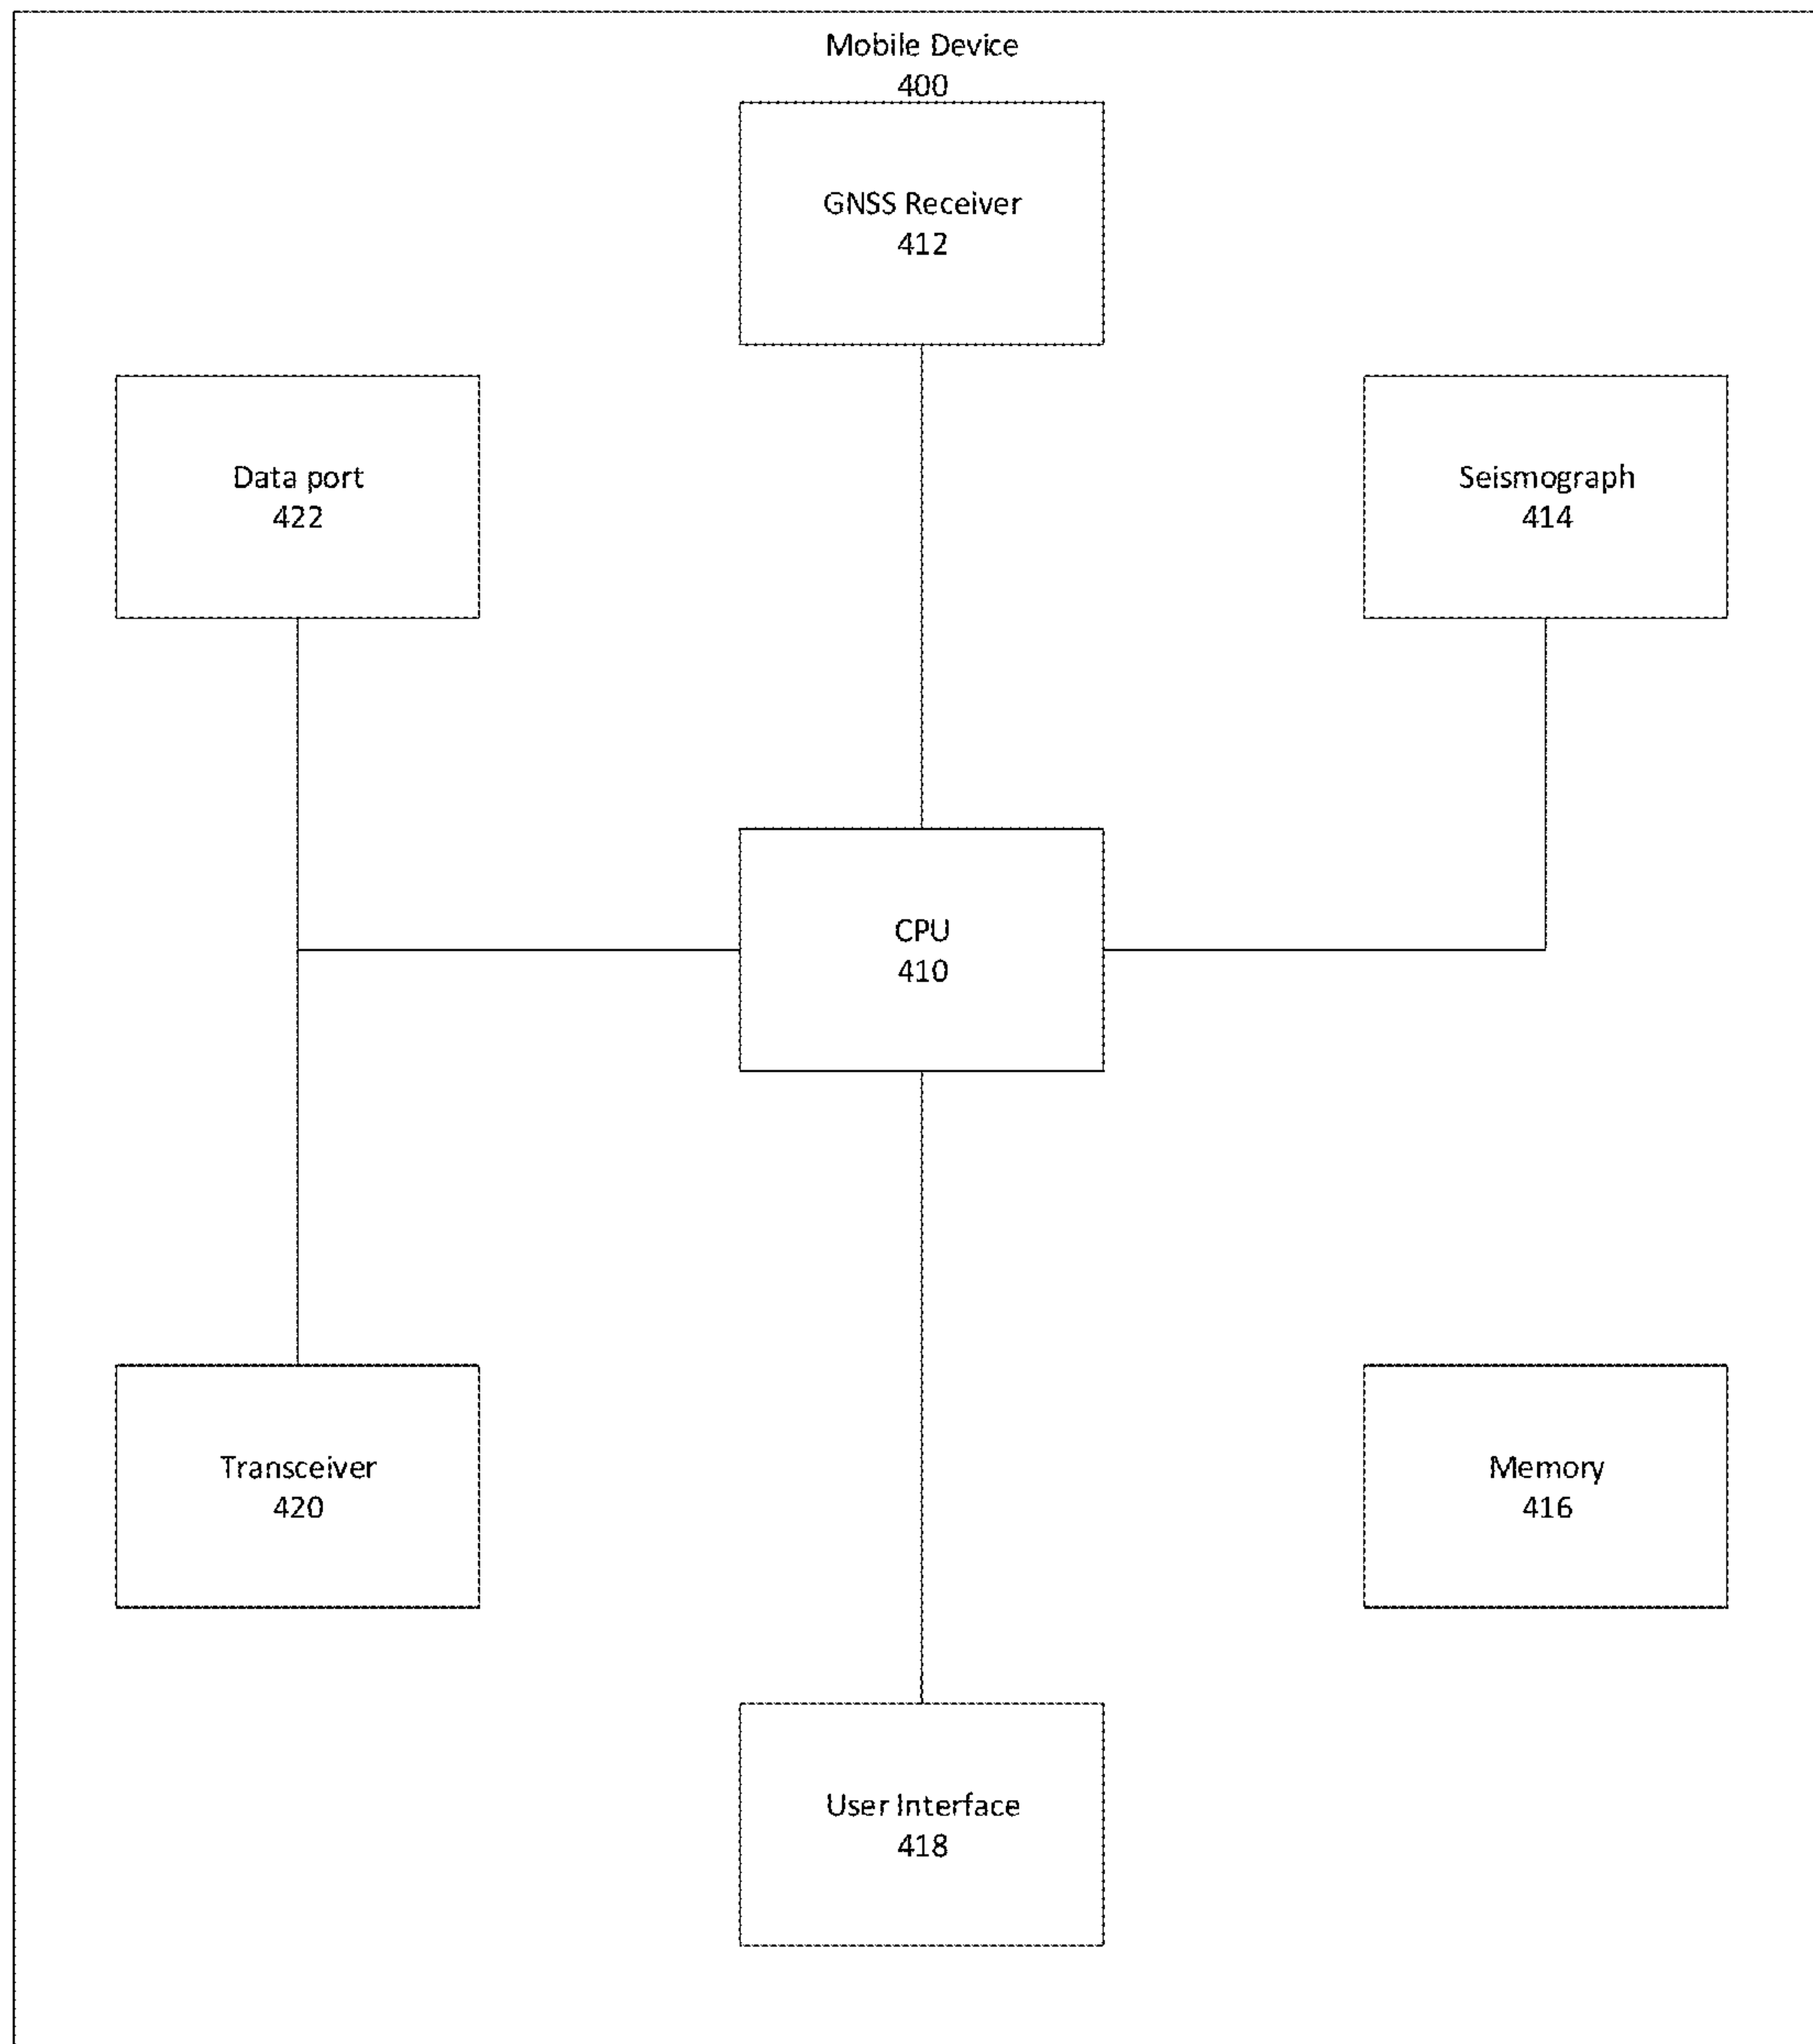 Mobile Device
400
GNSS Receiver
412
Data port
422
Seismograph
414
CPU
410
Transceiver
420
Memory
416
User Interface
418